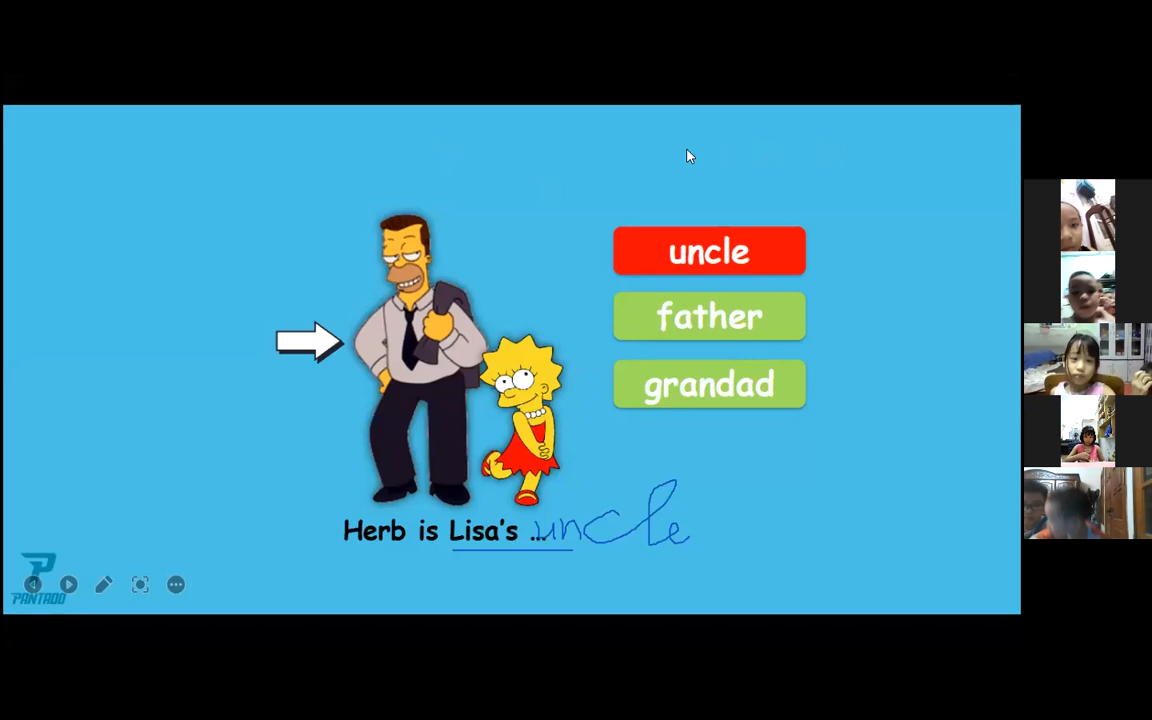 uncle
father
grandad
Herb is Lisa's ... uncle
PANTADO